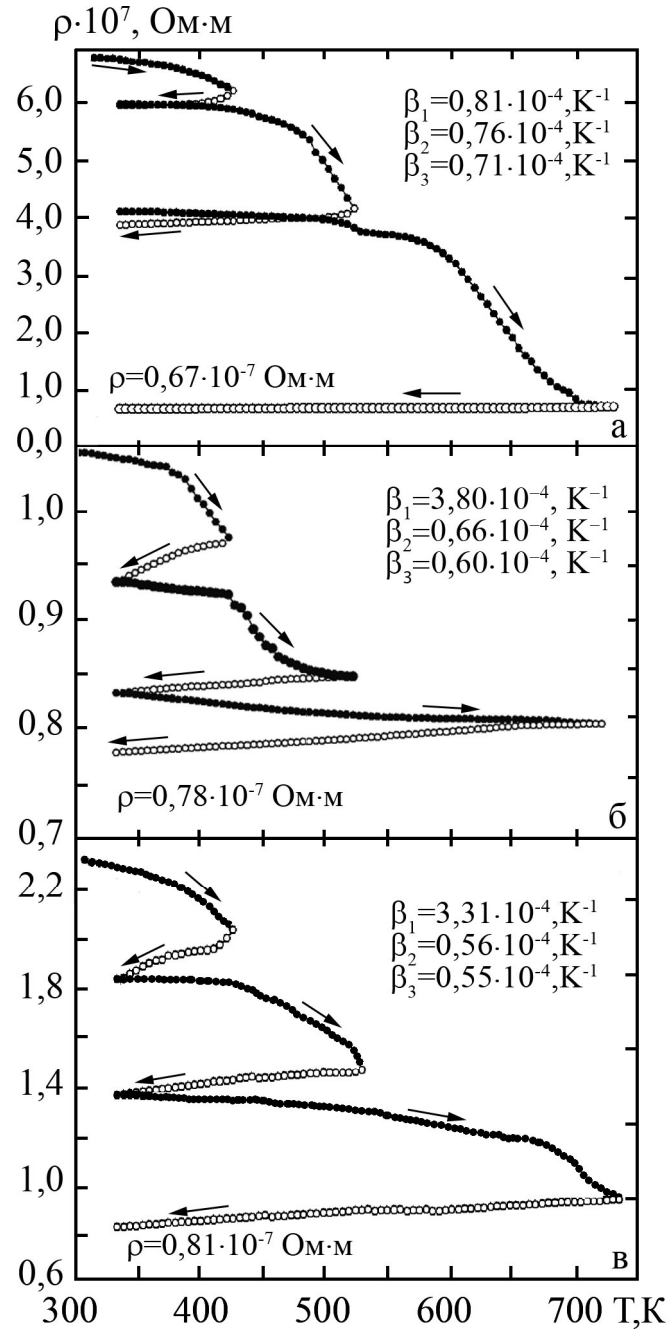 ρ·10⁷, Ом·м
6,0
5,0
4,0
3,0
2,0
1,0
0,0
β₁=0,81·10⁻⁴,К⁻¹
β₂=0,76·10⁻⁴,К⁻¹
β₃=0,71·10⁻⁴,К⁻¹
ρ=0,67·10⁻⁷ Ом·м
а
1,0
0,9
0,8
0,7
β₁=3,80·10⁻⁴, К⁻¹
β₂=0,66·10⁻⁴, К⁻¹
β₃=0,60·10⁻⁴, К⁻¹
ρ=0,78·10⁻⁷ Ом·м
б
2,2
1,8
1,4
1,0
0,6
β₁=3,31·10⁻⁴,К⁻¹
β₂=0,56·10⁻⁴,К⁻¹
β₃=0,55·10⁻⁴,К⁻¹
ρ=0,81·10⁻⁷ Ом·м
в
300 400 500 600 700 Т,К